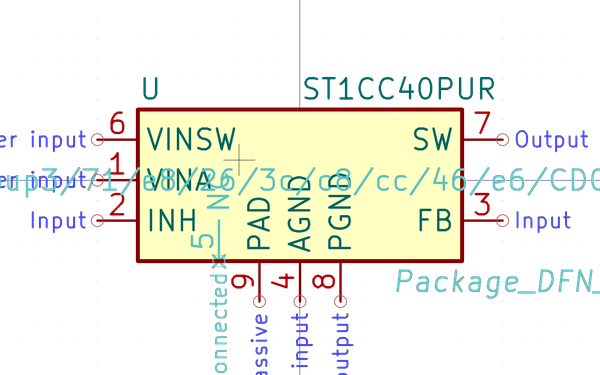 U ST1CC40PUR
er input 6 VINSW SW 7 Output
er input 1 VINA
up3/71/e8/26/3c/c8/cc/46/e6/CD0
Input 2 INH FB 3 Input
5 NC
PAD AGND PGND
9 4 8
Package_DFN_
onnected assive input output